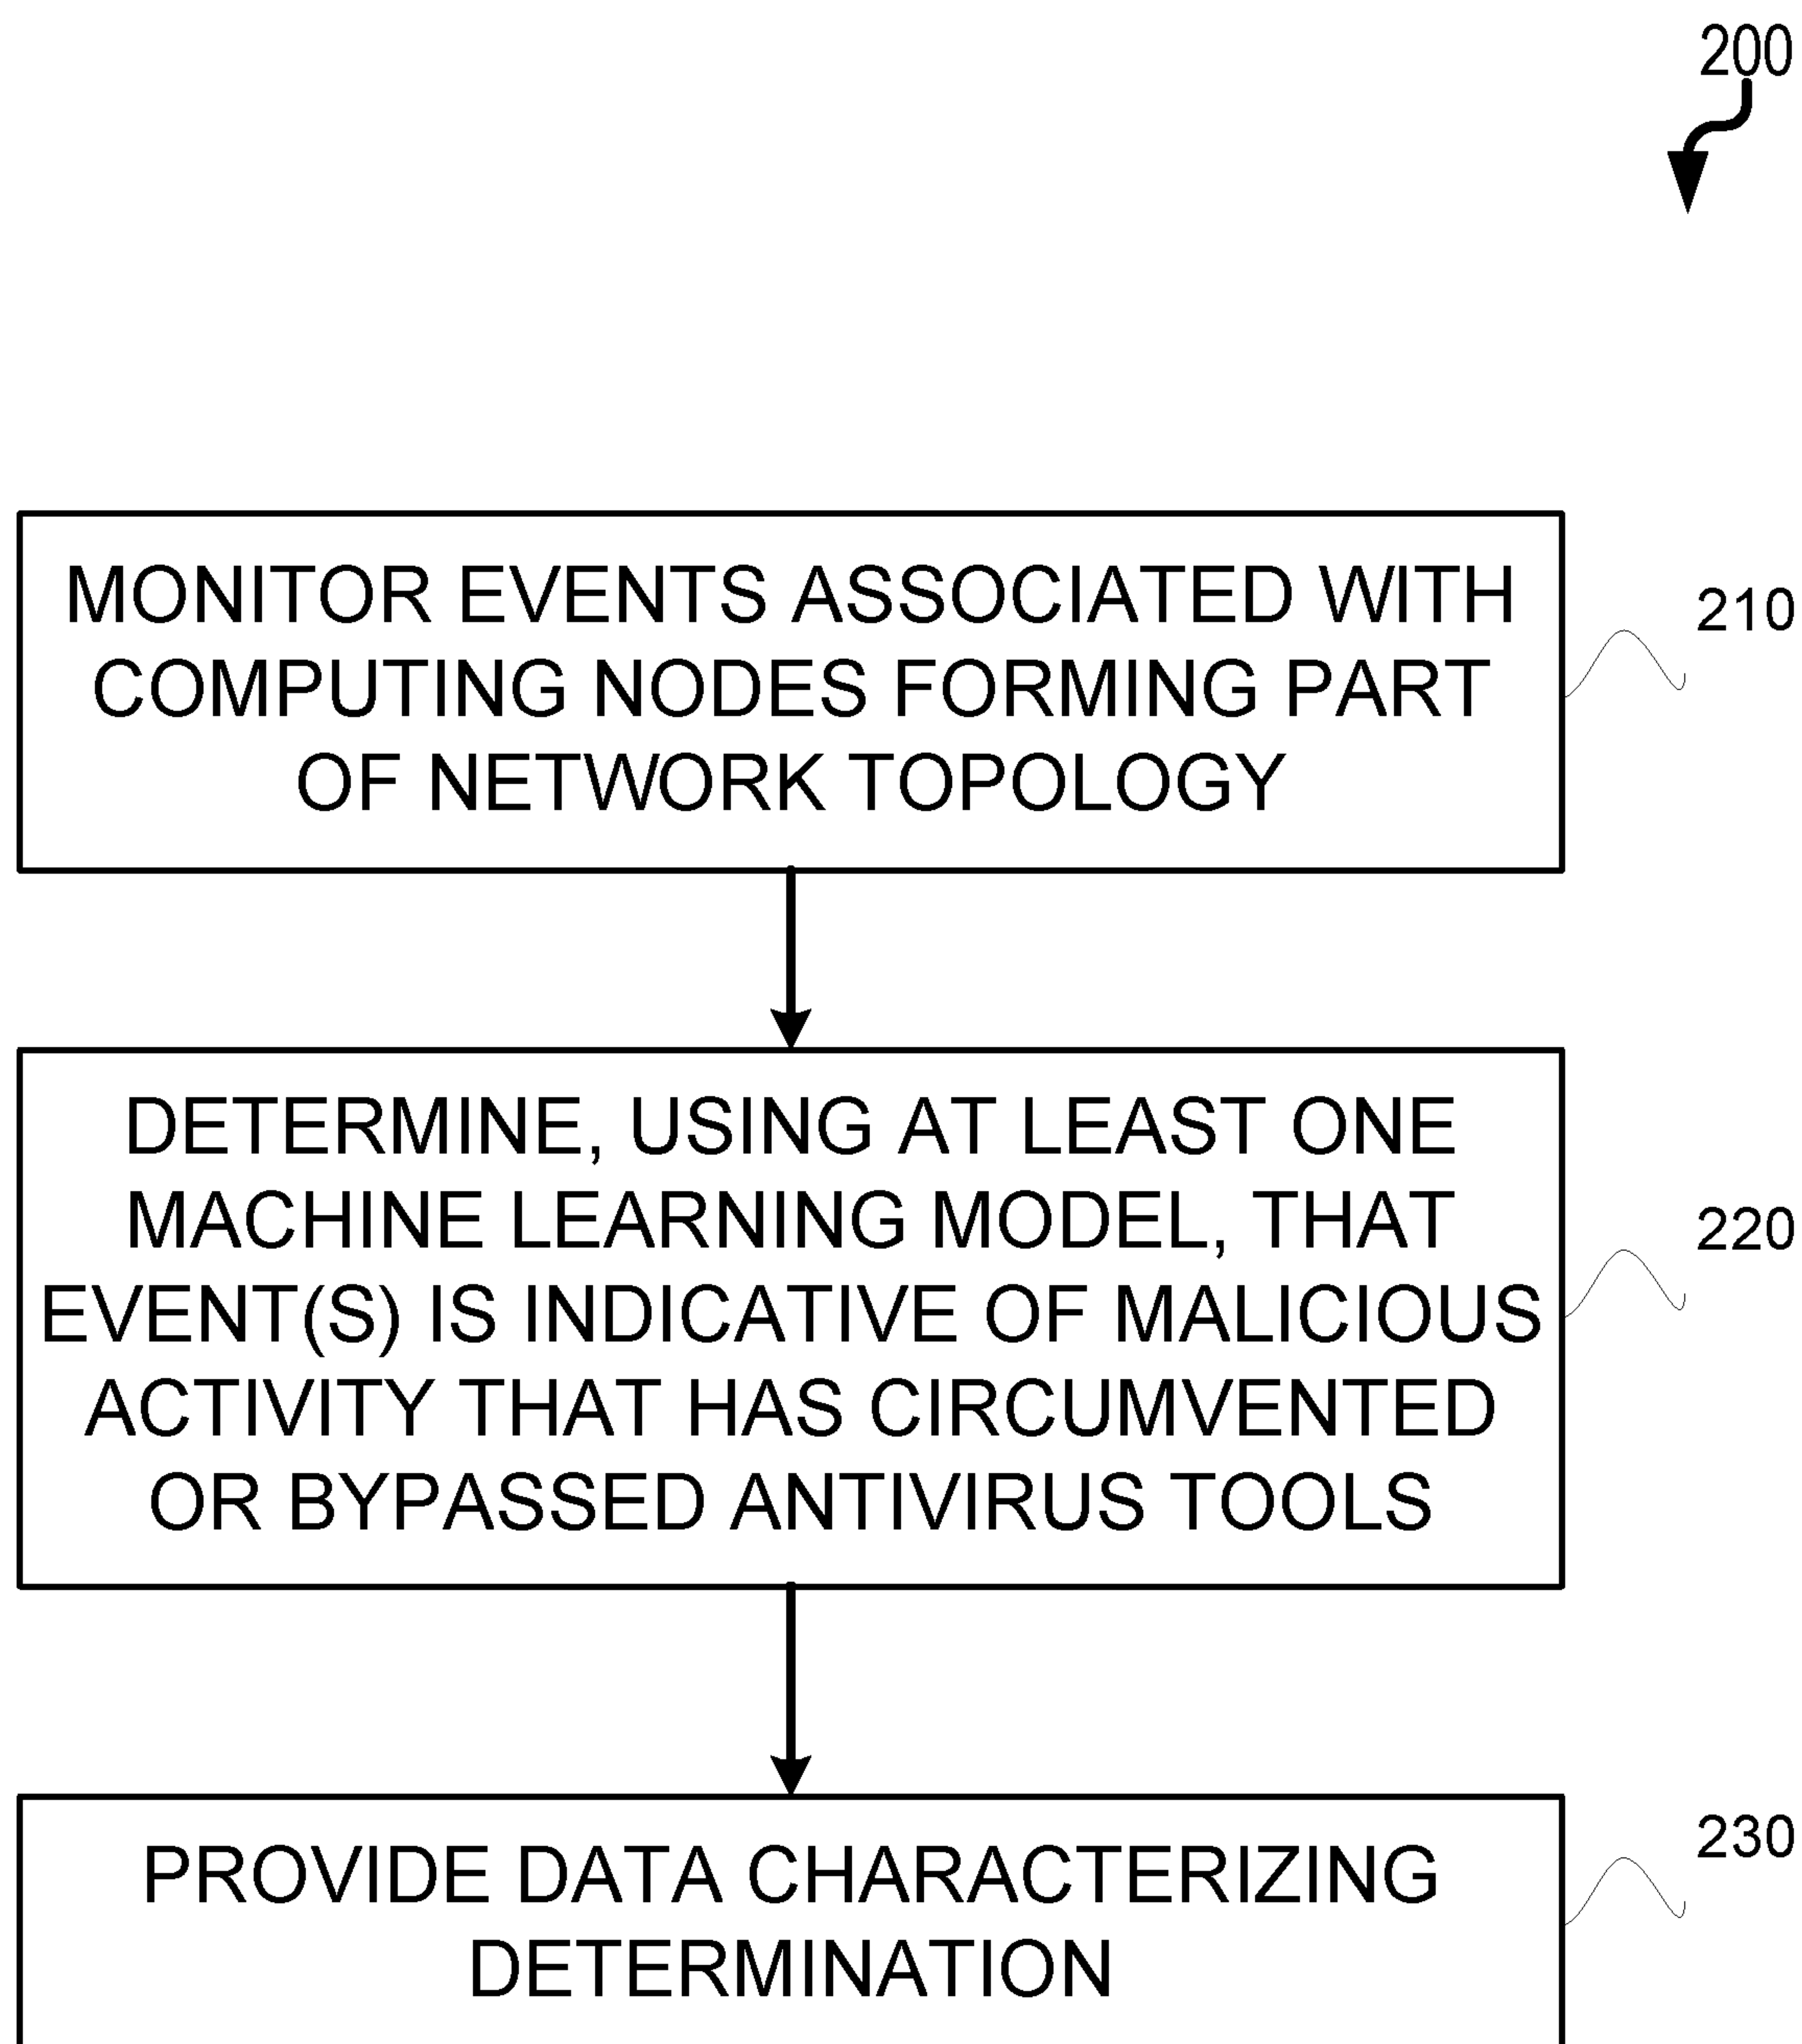 200
MONITOR EVENTS ASSOCIATED WITH
COMPUTING NODES FORMING PART
OF NETWORK TOPOLOGY
210
DETERMINE, USING AT LEAST ONE
MACHINE LEARNING MODEL, THAT
EVENT(S) IS INDICATIVE OF MALICIOUS
ACTIVITY THAT HAS CIRCUMVENTED
OR BYPASSED ANTIVIRUS TOOLS
220
PROVIDE DATA CHARACTERIZING
DETERMINATION
230